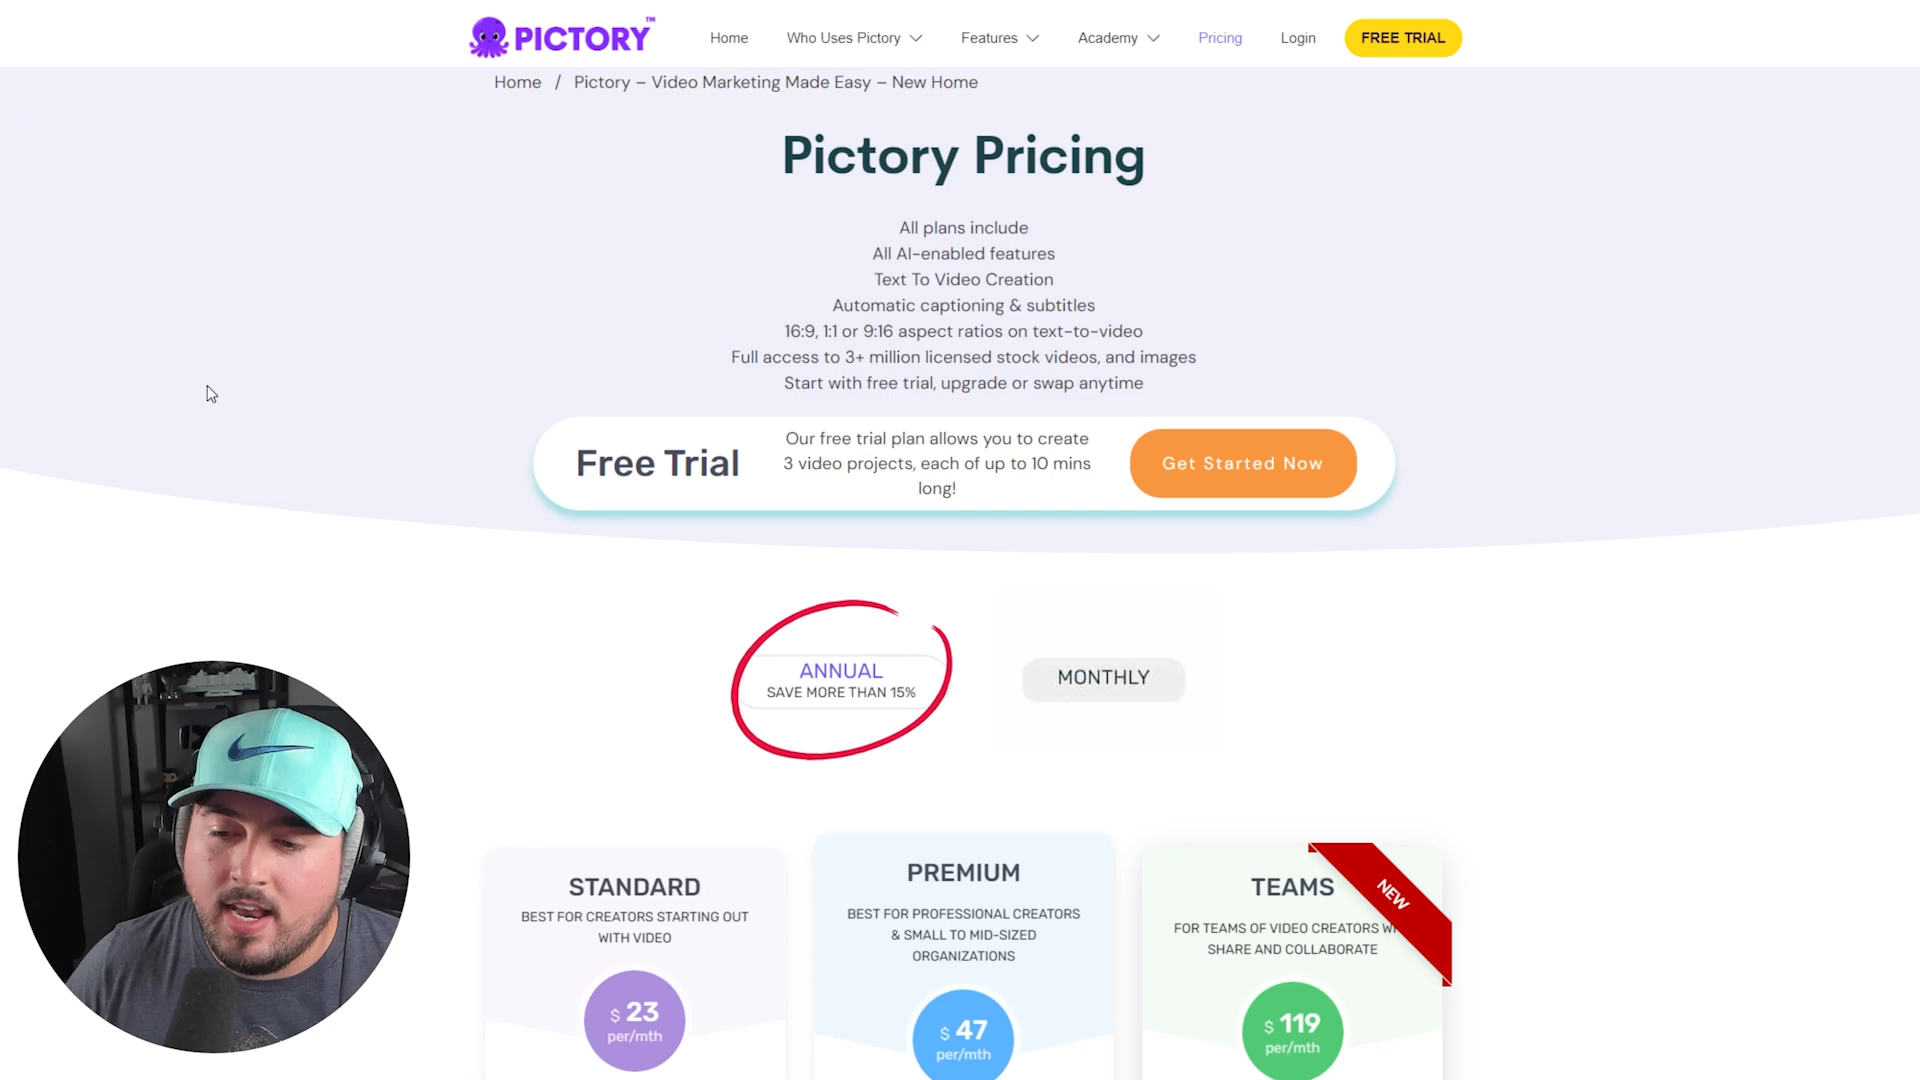 PICTORY™
Home
Who Uses Pictory
Features
Academy
Pricing
Login
FREE TRIAL
Home / Pictory – Video Marketing Made Easy – New Home
Pictory Pricing
All plans include
All AI-enabled features
Text To Video Creation
Automatic captioning & subtitles
16:9, 1:1 or 9:16 aspect ratios on text-to-video
Full access to 3+ million licensed stock videos, and images
Start with free trial, upgrade or swap anytime
Free Trial
Our free trial plan allows you to create
3 video projects, each of up to 10 mins
long!
Get Started Now
ANNUAL
SAVE MORE THAN 15%
MONTHLY
STANDARD
BEST FOR CREATORS STARTING OUT
WITH VIDEO
$ 23
per/mth
PREMIUM
BEST FOR PROFESSIONAL CREATORS
& SMALL TO MID-SIZED
ORGANIZATIONS
$ 47
per/mth
TEAMS
NEW
FOR TEAMS OF VIDEO CREATORS
SHARE AND COLLABORATE
$ 119
per/mth